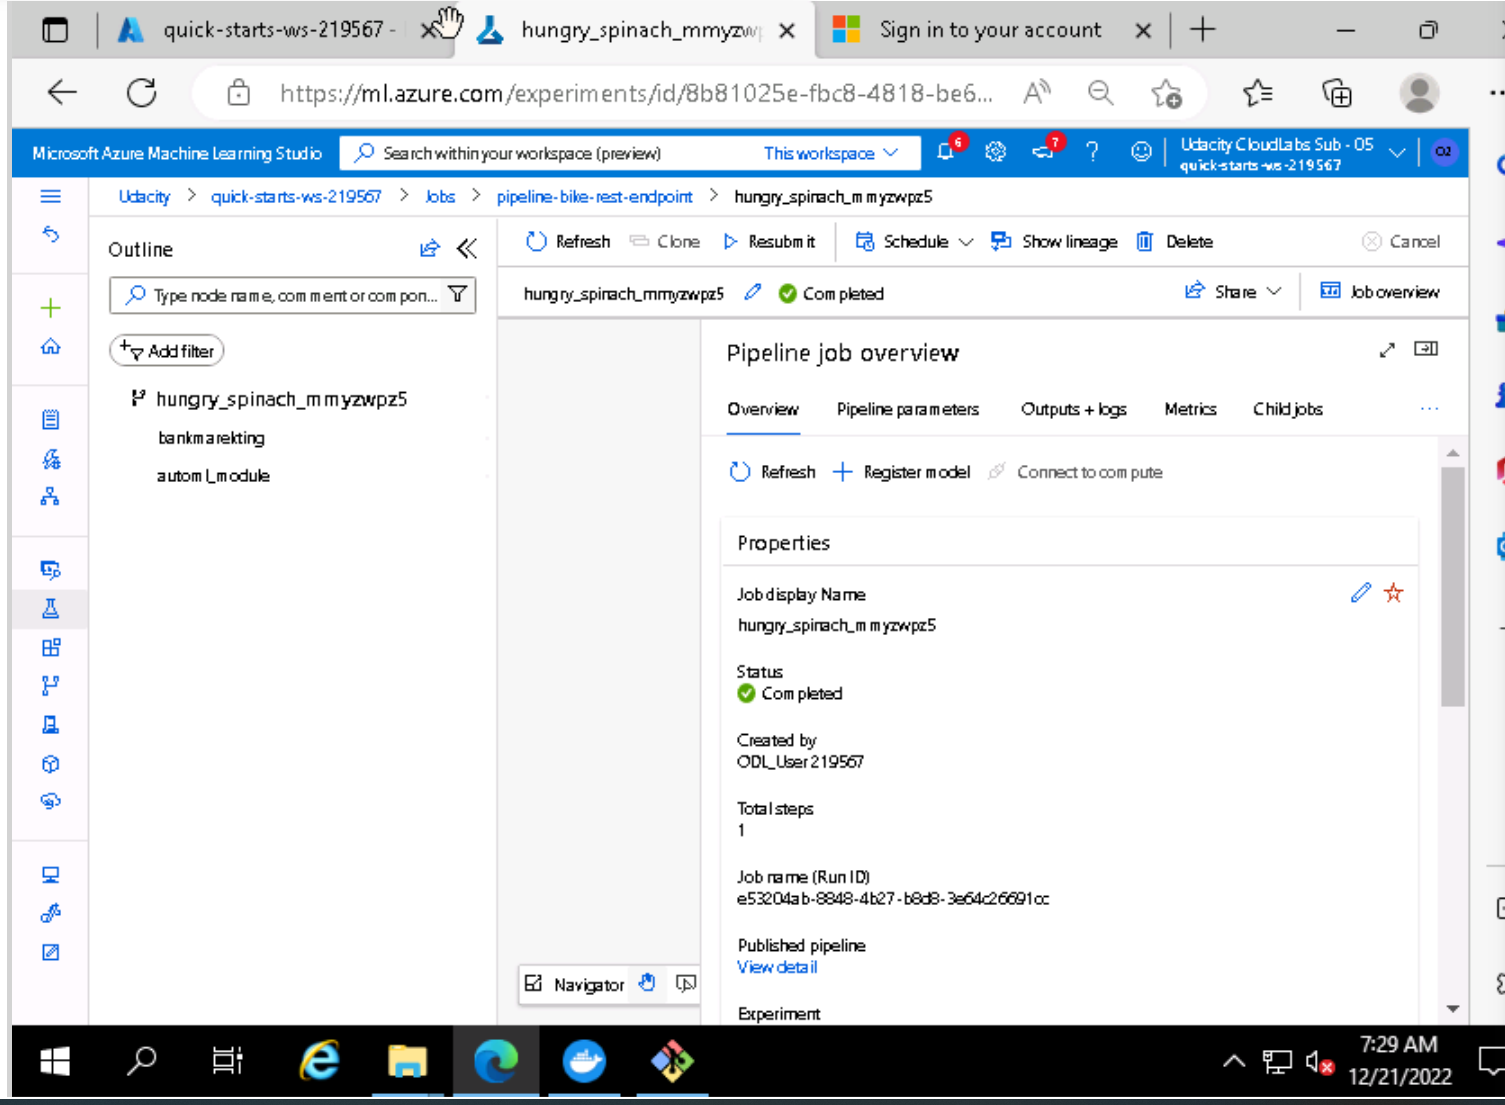 quick-starts-ws-219567 -
hungry_spinach_mmyzwp
Sign in to your account
https://ml.azure.com/experiments/id/8b81025e-fbc8-4818-be6...
Microsoft Azure Machine Learning Studio
Search within your workspace (preview)
This workspace
6
7
?
Udacity CloudLabs Sub - 05
quick-starts-ws-219567
O2
Udacity > quick-starts-ws-219567 > Jobs > pipeline-bike-rest-endpoint > hungry_spinach_mmyzwpz5
Outline
Refresh Clone Resubmit Schedule Show lineage Delete Cancel
Type node name, comment or compon...
hungry_spinach_mmyzwpz5 Completed Share Job overview
Add filter
hungry_spinach_mmyzwpz5
bankmarekting
automl_module
Pipeline job overview
Overview Pipeline parameters Outputs + logs Metrics Child jobs ...
Refresh Register model Connect to compute
Properties
Job display Name
hungry_spinach_mmyzwpz5
Status
Completed
Created by
ODL_User 219567
Total steps
1
Job name (Run ID)
e53204ab-8848-4b27-b8d8-3e64c26691cc
Published pipeline
View detail
Experiment
Navigator
7:29 AM
12/21/2022